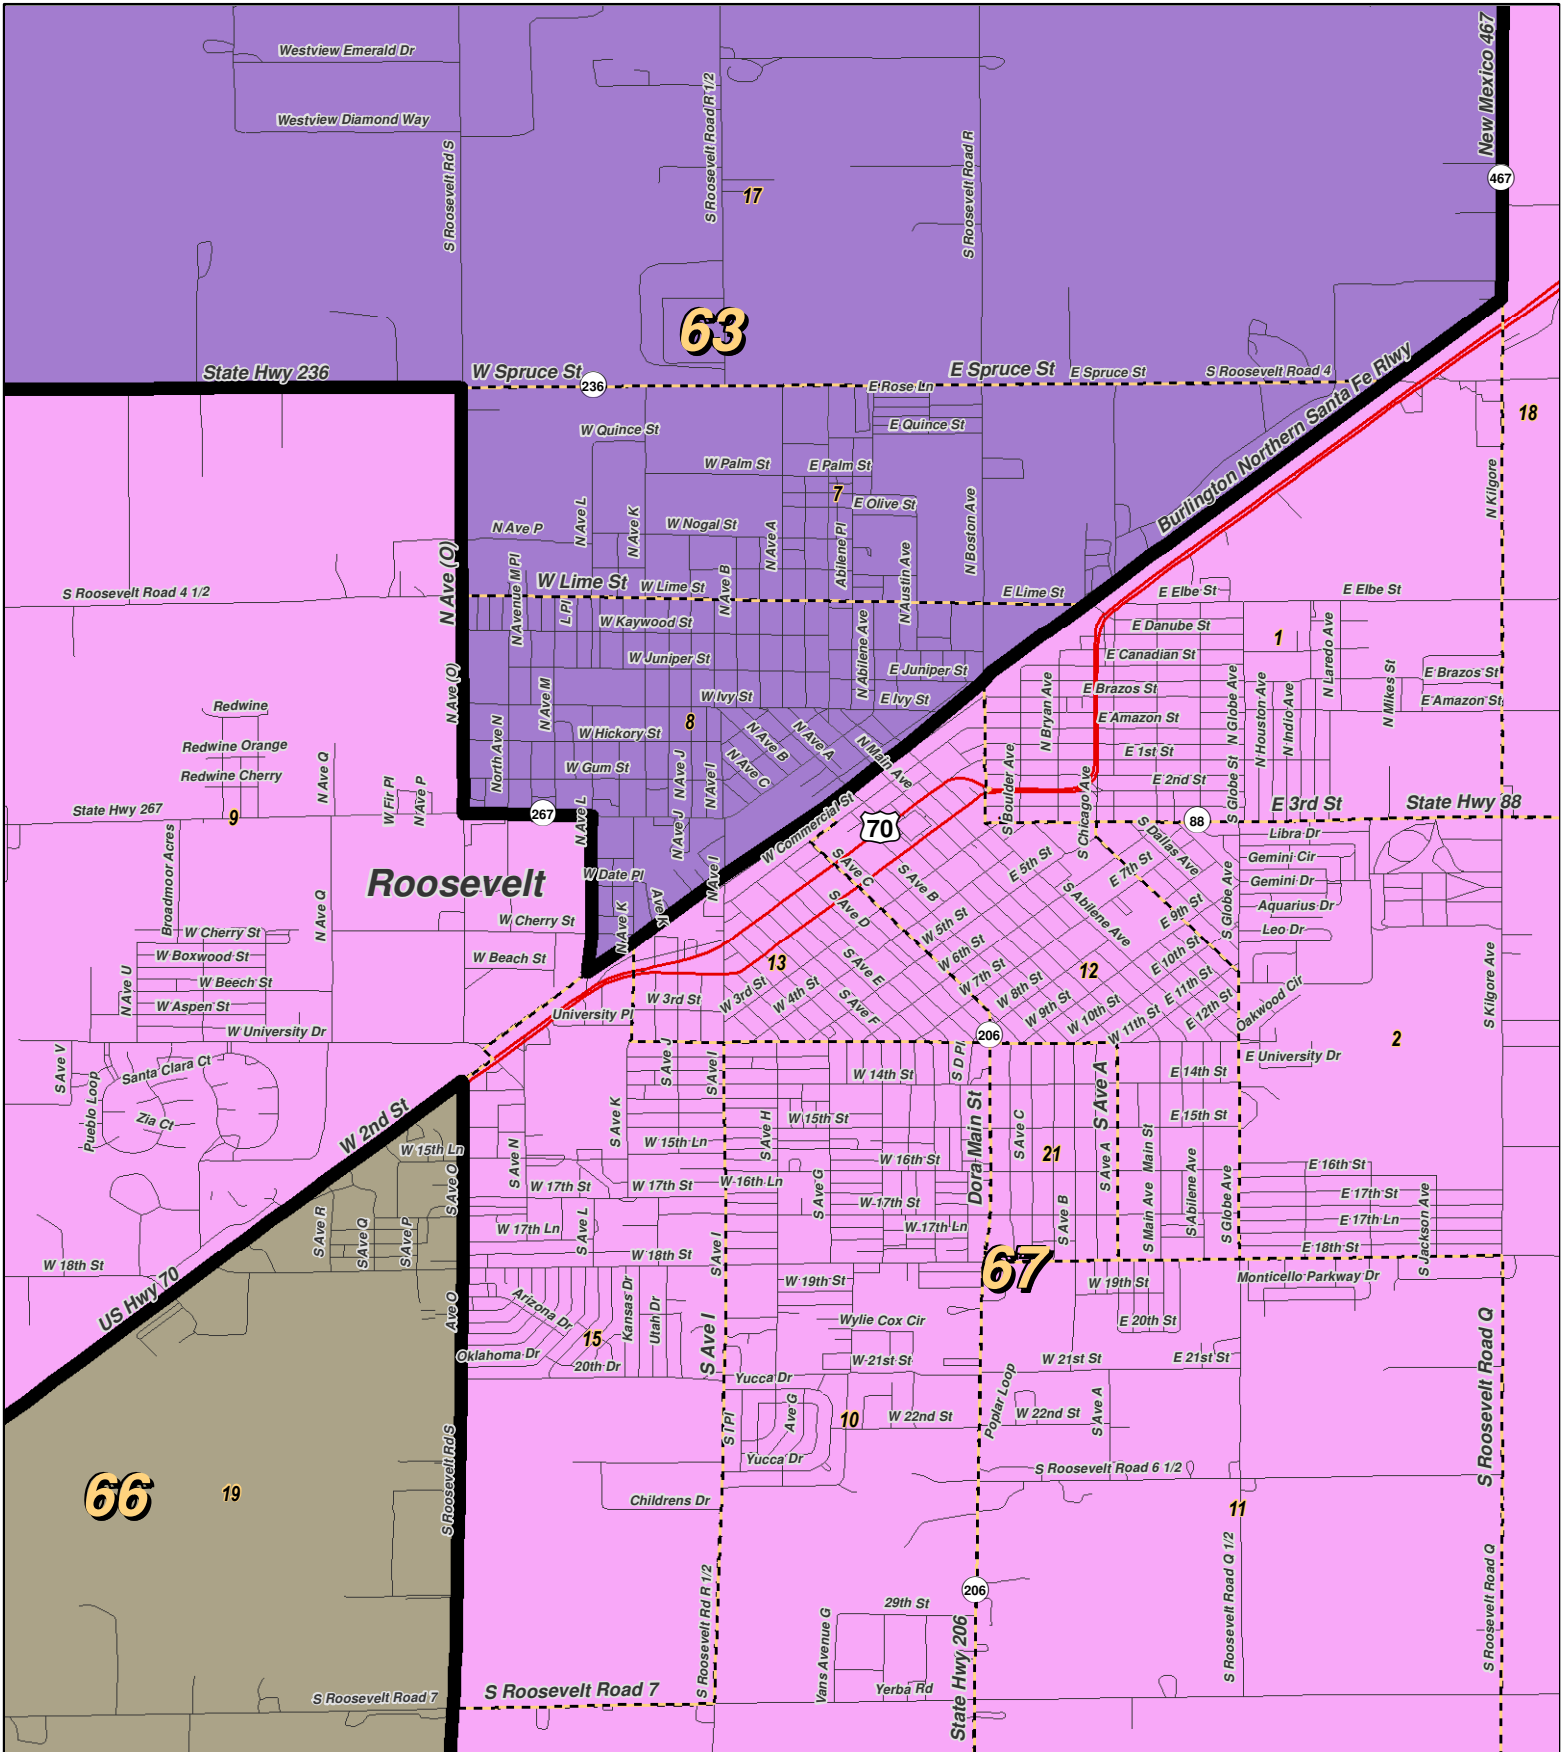 New Mexico 467
Westview Emerald Dr
Westview Diamond Way
S Roosevelt Rd S
S Roosevelt Road R 1/2
S Roosevelt Road R
467
17
63
State Hwy 236
W Spruce St
236
E Rose Ln
E Spruce St
E Spruce St
S Roosevelt Road 4
Burlington Northern Santa Fe Rlwy
18
W Quince St
E Quince St
W Palm St
E Palm St
7
E Olive St
N Ave P
N Ave L
N Ave K
W Nogal St
N Ave A
Abilene Pl
N Austin Ave
N Boston Ave
N Kilgore
N Ave (O)
S Roosevelt Road 4 1/2
W Lime St
W Lime St
N Ave B
E Lime St
E Elbe St
E Elbe St
N Avenue M Pl
L Pl
W Kaywood St
E Danube St
1
W Juniper St
N Abilene Ave
E Juniper St
E Canadian St
N Laredo Ave
N Ave (O)
N Ave M
W Ivy St
E Ivy St
N Bryan Ave
E Brazos St
E Brazos St
E Amazon St
N Mikes St
N Globe Ave
N Houston Ave
N Indio Ave
Redwine
8
E Amazon St
Redwine Orange
W Hickory St
N Ave B
N Ave A
N Main Ave
E 1st St
Redwine Cherry
N Ave Q
North Ave N
W Gum St
N Ave J
N Ave I
N Ave C
E 2nd St
W Fir Pl
N Ave P
S Boulder Ave
S Chicago Ave
S Globe St
E 3rd St
State Hwy 88
State Hwy 267
9
267
N Ave L
N Ave J
W Commercial St
70
88
S Dallas Ave
Libra Dr
Broadmoor Acres
Roosevelt
W Date Pl
N Ave I
S Ave C
S Ave B
E 5th St
E 7th St
Gemini Cir
Gemini Dr
N Ave Q
Ave K
N Ave K
S Ave D
S Abilene Ave
S Globe Ave
Aquarius Dr
W Cherry St
W Cherry St
W 5th St
E 9th St
Leo Dr
W Boxwood St
W Beach St
13
S Ave E
W 6th St
12
E 10th St
N Ave U
W Beech St
W 3rd St
W 3rd St
W 4th St
S Ave F
W 7th St
W 8th St
W 9th St
W 10th St
W 11th St
E 11th St
E 12th St
Oakwood Cir
S Kilgore Ave
W Aspen St
University Pl
W University Dr
206
2
S Ave V
Santa Clara Ct
S Ave J
S Ave I
W 14th St
S D Pl
E University Dr
E 14th St
Pueblo Loop
Zia Ct
W 2nd St
S Ave K
W 15th St
S Ave H
Dora Main St
S Ave C
S Ave A
E 15th St
W 15th Ln
S Ave O
S Ave N
W 15th Ln
W 16th St
21
S Ave A
Main St
S Abilene Ave
S Globe Ave
E 16th St
W 17th St
W 17th St
W 16th Ln
S Ave G
W 17th St
E 17th St
S Jackson Ave
S Ave R
S Ave Q
S Ave P
W 17th Ln
S Ave L
S Ave I
W 17th Ln
S Ave B
S Main Ave
E 17th Ln
W 18th St
W 18th St
E 18th St
67
US Hwy 70
Ave O
Arizona Dr
Kansas Dr
Utah Dr
W 19th St
W 19th St
Monticello Parkway Dr
15
Wylie Cox Cir
E 20th St
Oklahoma Dr
20th Dr
S Ave I
W 21st St
W 21st St
E 21st St
S Roosevelt Road Q
Yucca Dr
S I Pl
Ave G
10
W 22nd St
Poplar Loop
W 22nd St
S Ave A
Yucca Dr
66
19
S Roosevelt Rd S
S Roosevelt Road 6 1/2
Childrens Dr
11
S Roosevelt Rd R 1/2
206
29th St
S Roosevelt Road Q 1/2
S Roosevelt Road Q
Vans Avenue G
State Hwy 206
S Roosevelt Road 7
S Roosevelt Road 7
Yerba Rd